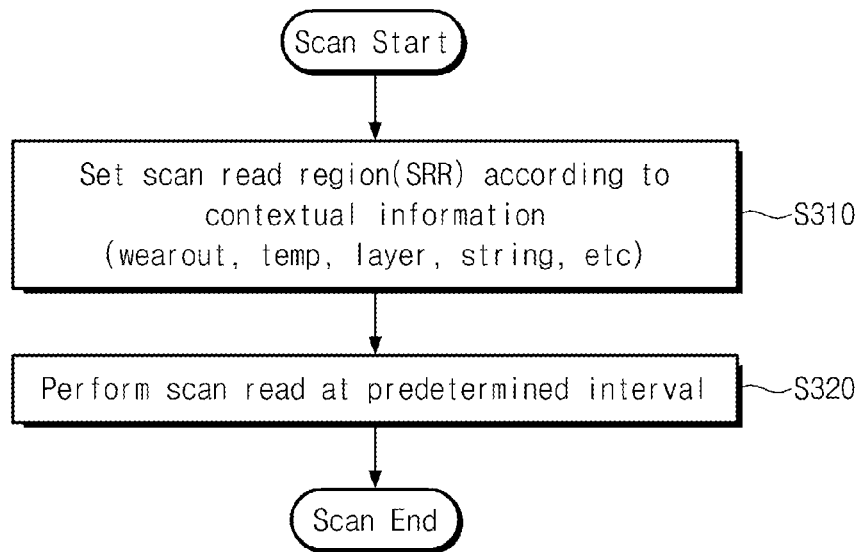 Scan Start
Set scan read region(SRR) according to
contextual information
(wearout, temp, layer, string, etc)
S310
Perform scan read at predetermined interval
S320
Scan End